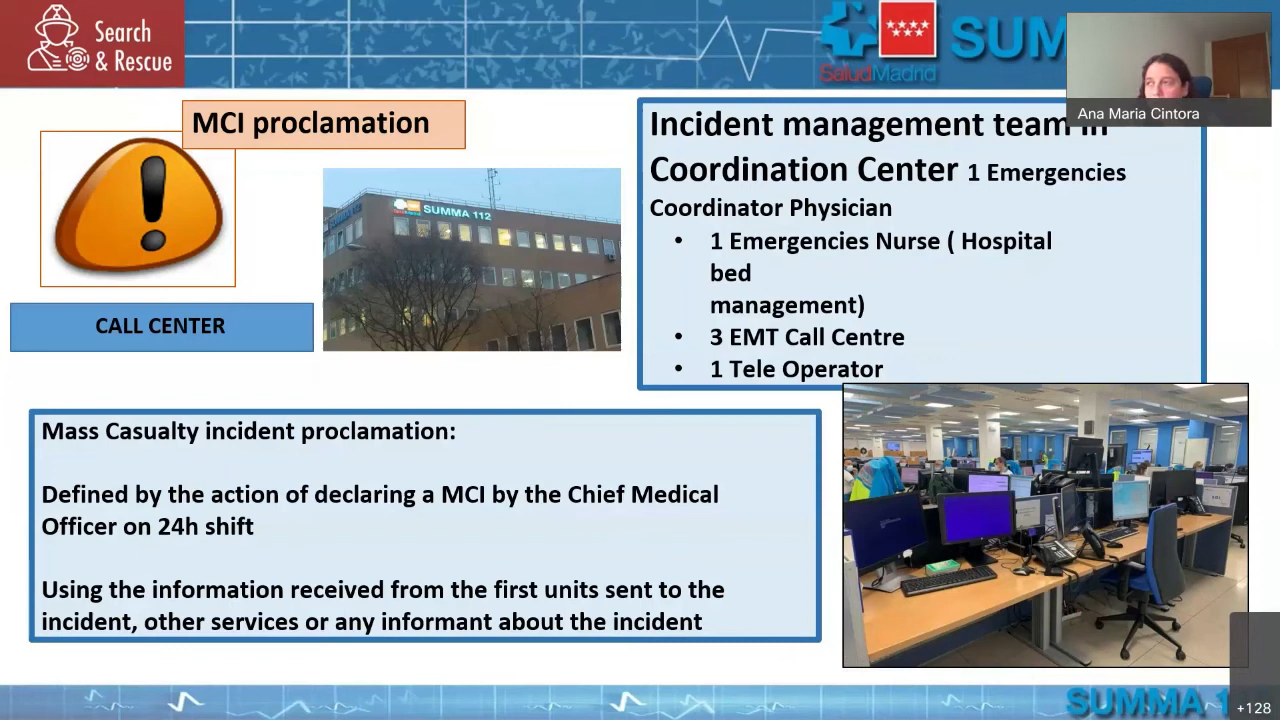 Search
& Rescue
SaludMadrid
SUM
Ana Maria Cintora
MCI proclamation
SUMMA 112
CALL CENTER
Incident management team in
Coordination Center 1 Emergencies
Coordinator Physician
• 1 Emergencies Nurse ( Hospital
bed
management)
• 3 EMT Call Centre
• 1 Tele Operator
Mass Casualty incident proclamation:
Defined by the action of declaring a MCI by the Chief Medical
Officer on 24h shift
Using the information received from the first units sent to the
incident, other services or any informant about the incident
SUMMA 1
+128